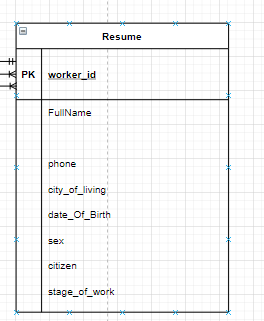 Resume
PK worker_id
FullName
phone
city_of_living
date_Of_Birth
sex
citizen
stage_of_work